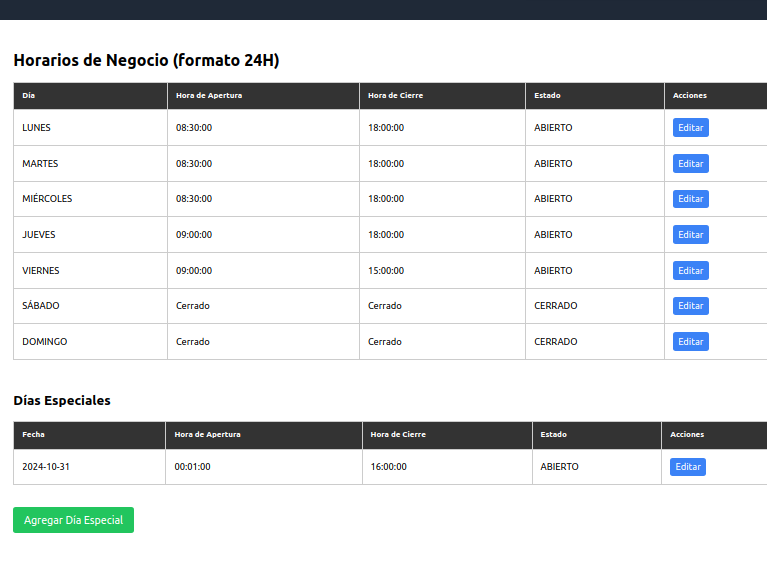 Horarios de Negocio (formato 24H)
Día Hora de Apertura Hora de Cierre Estado Acciones
LUNES 08:30:00 18:00:00 ABIERTO Editar
MARTES 08:30:00 18:00:00 ABIERTO Editar
MIÉRCOLES 08:30:00 18:00:00 ABIERTO Editar
JUEVES 09:00:00 18:00:00 ABIERTO Editar
VIERNES 09:00:00 15:00:00 ABIERTO Editar
SÁBADO Cerrado Cerrado CERRADO Editar
DOMINGO Cerrado Cerrado CERRADO Editar
Días Especiales
Fecha Hora de Apertura Hora de Cierre Estado Acciones
2024-10-31 00:01:00 16:00:00 ABIERTO Editar
Agregar Día Especial